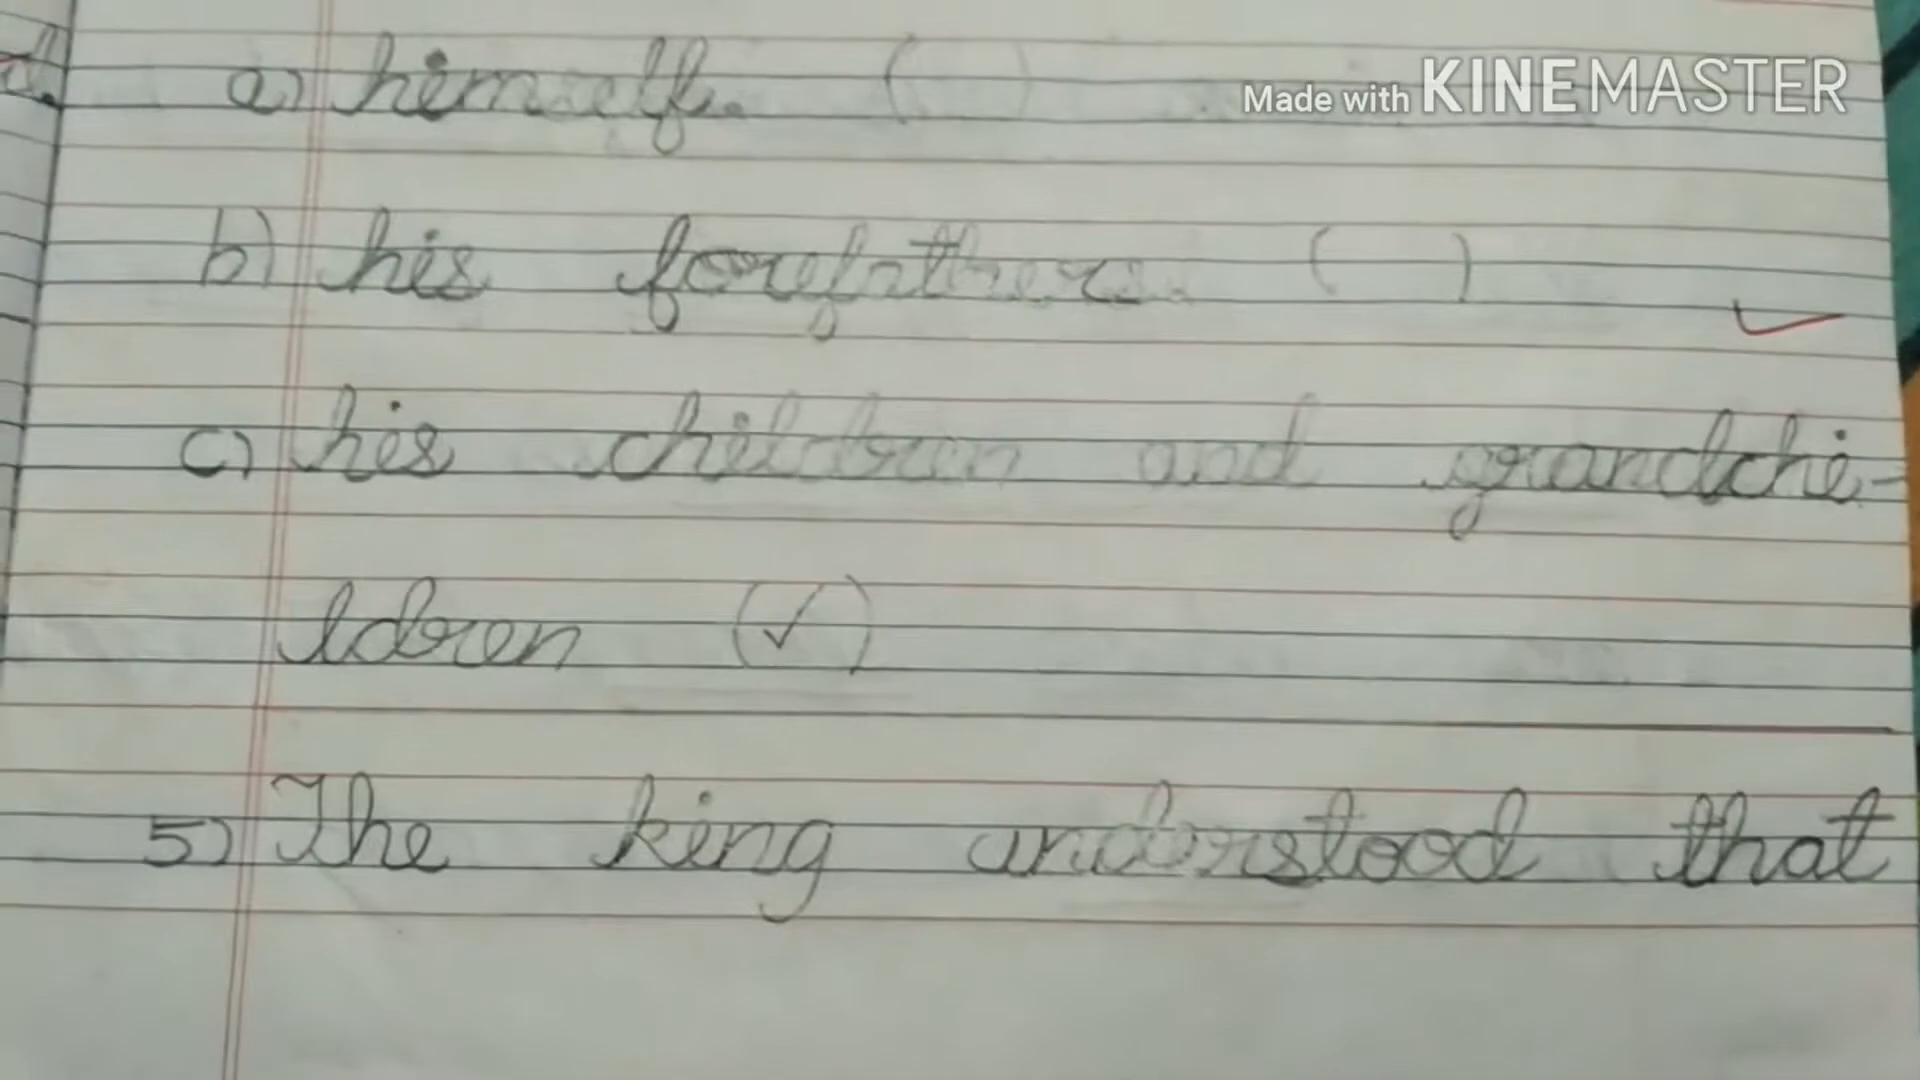 Made with KINEMASTER
a) himself. ( )
b) his forefathers. ( )
c) his children and grandchi-
ldren (✓)
5) The king understood that